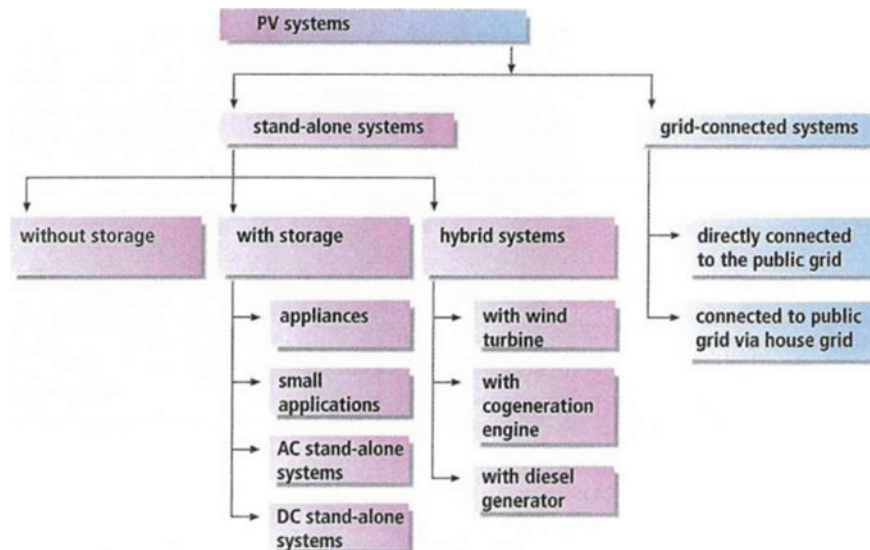 PV systems
stand-alone systems
grid-connected systems
without storage
with storage
hybrid systems
directly connected
to the public grid
appliances
with wind
turbine
connected to public
grid via house grid
small
applications
with
cogeneration
engine
AC stand-alone
systems
with diesel
generator
DC stand-alone
systems